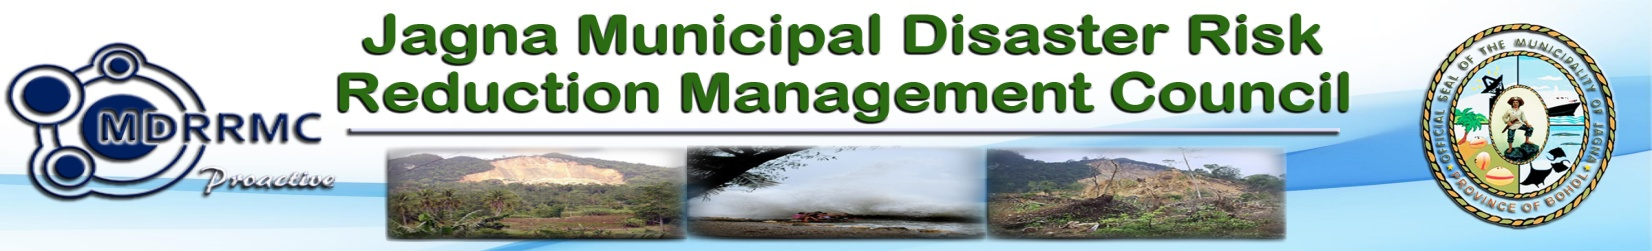 Jagna Municipal Disaster Risk
Reduction Management Council
MDRRMC
Proactive
OFFICIAL SEAL OF THE MUNICIPALITY OF JAGNA
PROVINCE OF BOHOL